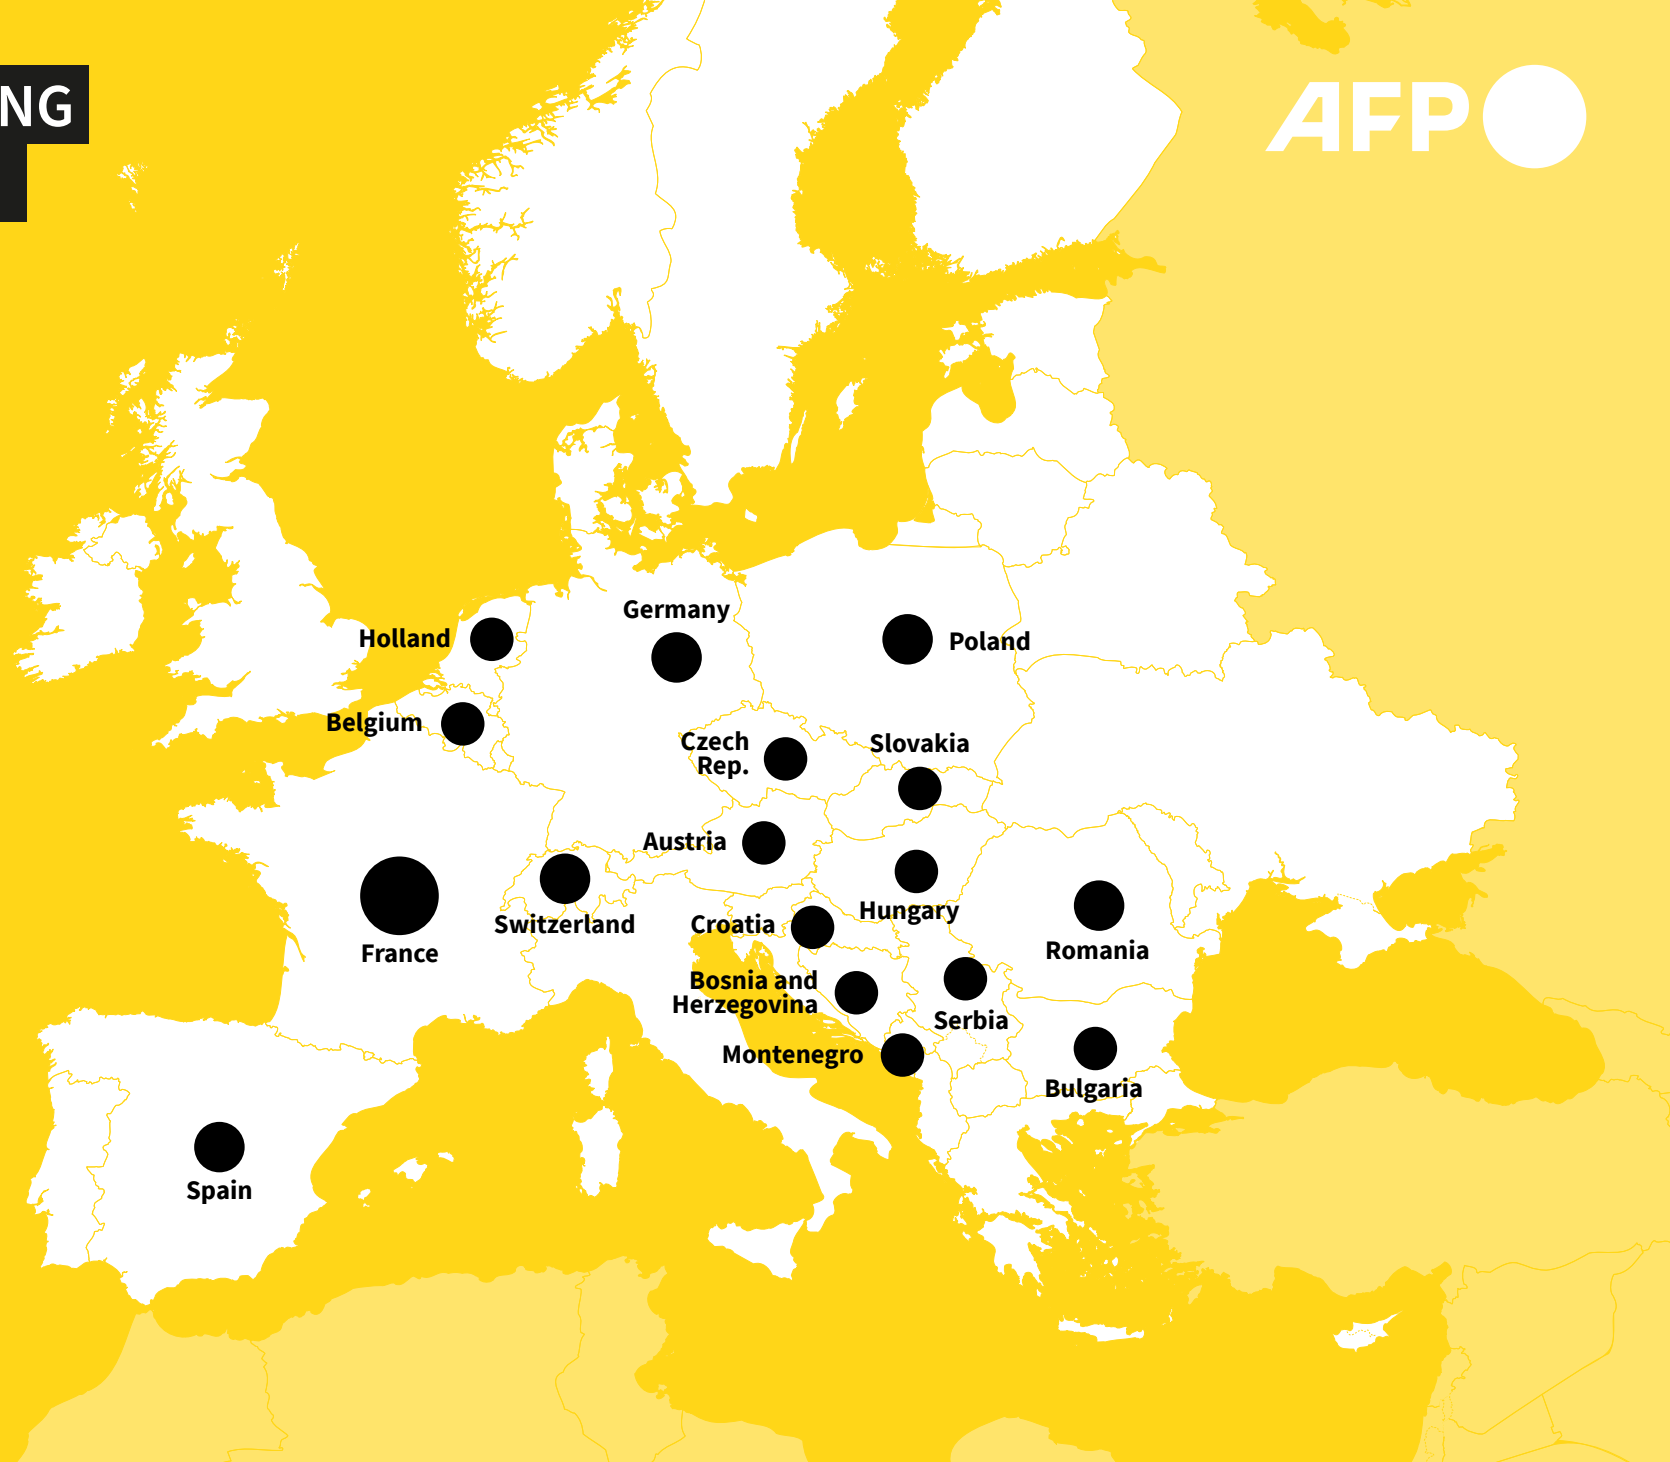 NG
AFP
Germany
Holland
Poland
Belgium
Czech
Rep.
Slovakia
Austria
Hungary
Switzerland
Croatia
France
Romania
Bosnia and
Herzegovina
Serbia
Montenegro
Bulgaria
Spain